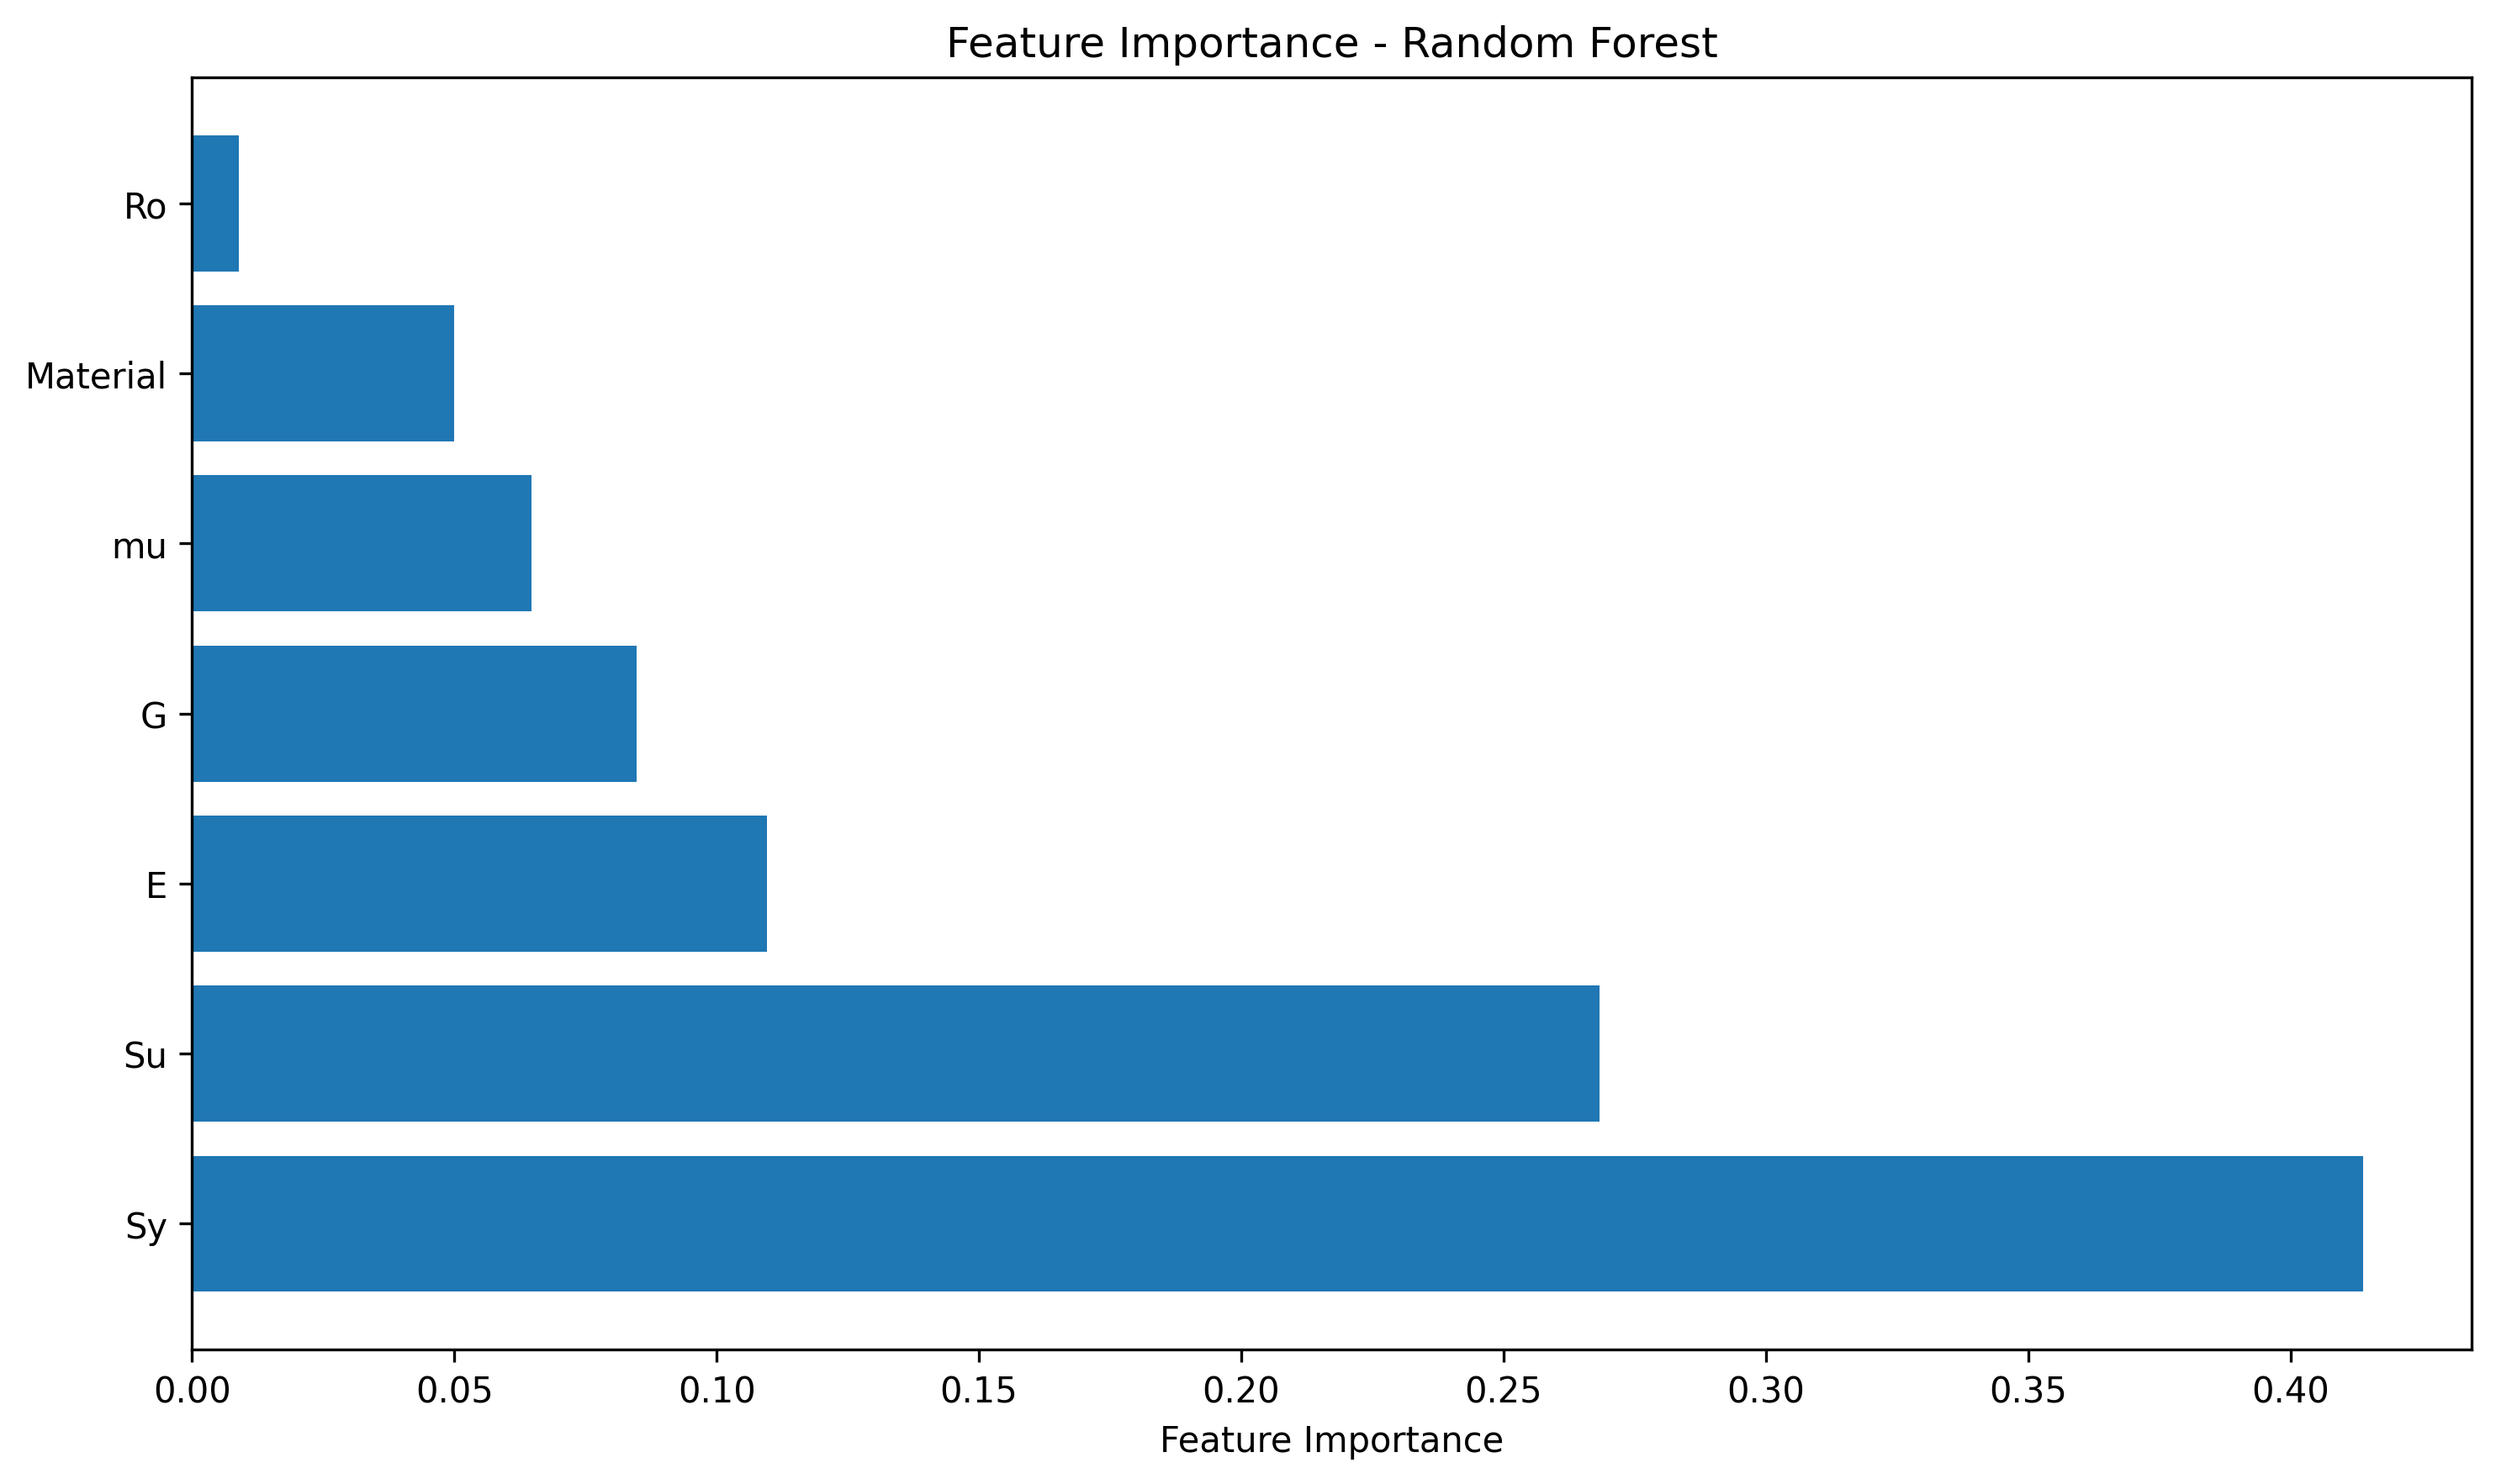 Feature Importance - Random Forest
Ro
Material
mu
G
E
Su
Sy
0.00 0.05 0.10 0.15 0.20 0.25 0.30 0.35 0.40
Feature Importance